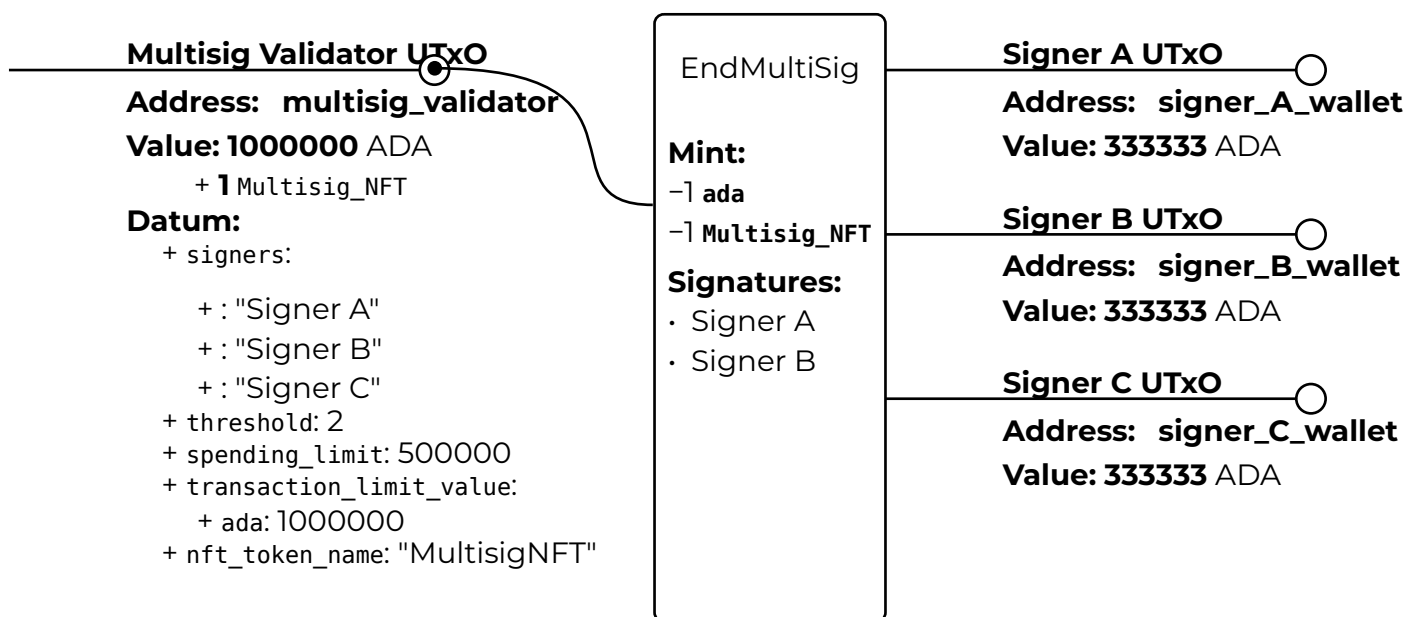 Multisig Validator UTxO
Address: multisig_validator
Value: 1000000 ADA
+ 1 Multisig_NFT
Datum:
+ signers:
+ : "Signer A"
+ : "Signer B"
+ : "Signer C"
+ threshold: 2
+ spending_limit: 500000
+ transaction_limit_value:
+ ada: 1000000
+ nft_token_name: "MultisigNFT"
EndMultiSig
Mint:
−1 ada
−1 Multisig_NFT
Signatures:
· Signer A
· Signer B
Signer A UTxO
Address: signer_A_wallet
Value: 333333 ADA
Signer B UTxO
Address: signer_B_wallet
Value: 333333 ADA
Signer C UTxO
Address: signer_C_wallet
Value: 333333 ADA